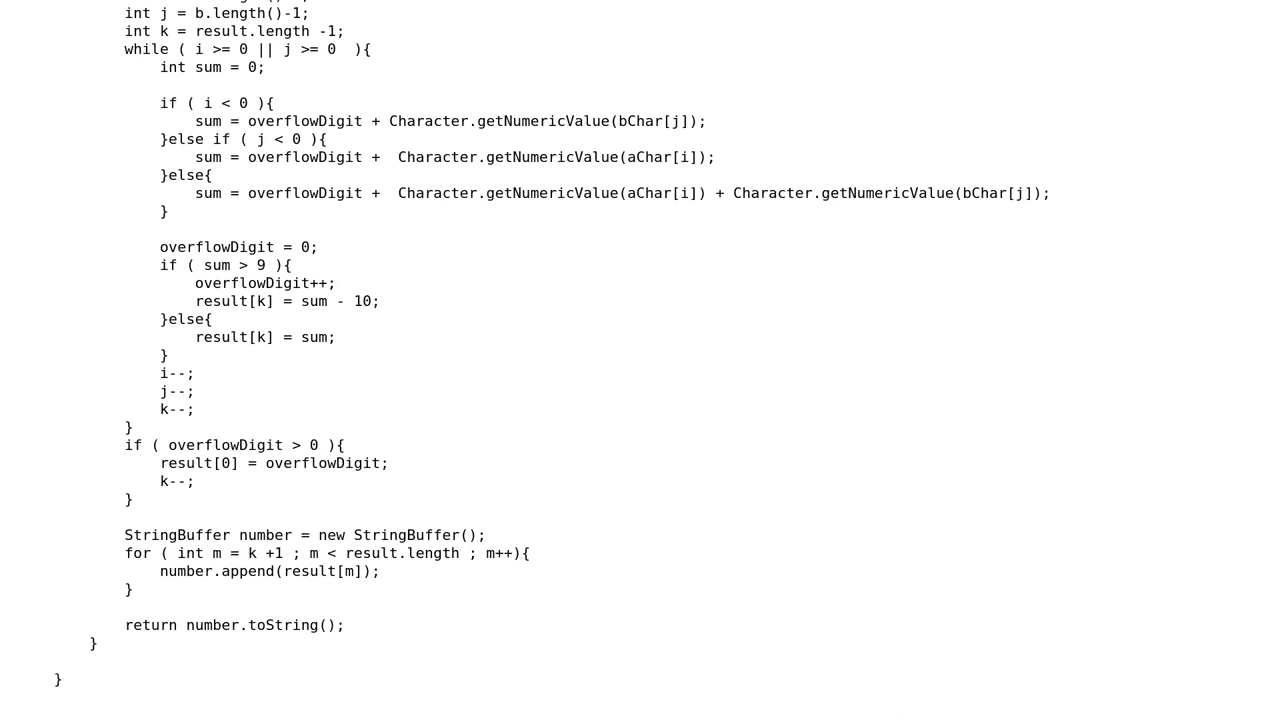 int j = b.length()-1;
int k = result.length -1;
while ( i >= 0 || j >= 0  ){
int sum = 0;
if ( i < 0 ){
sum = overflowDigit + Character.getNumericValue(bChar[j]);
}else if ( j < 0 ){
sum = overflowDigit +  Character.getNumericValue(aChar[i]);
}else{
sum = overflowDigit +  Character.getNumericValue(aChar[i]) + Character.getNumericValue(bChar[j]);
}
overflowDigit = 0;
if ( sum > 9 ){
overflowDigit++;
result[k] = sum - 10;
}else{
result[k] = sum;
}
i--;
j--;
k--;
}
if ( overflowDigit > 0 ){
result[0] = overflowDigit;
k--;
}
StringBuffer number = new StringBuffer();
for ( int m = k +1 ; m < result.length ; m++){
number.append(result[m]);
}
return number.toString();
}
}